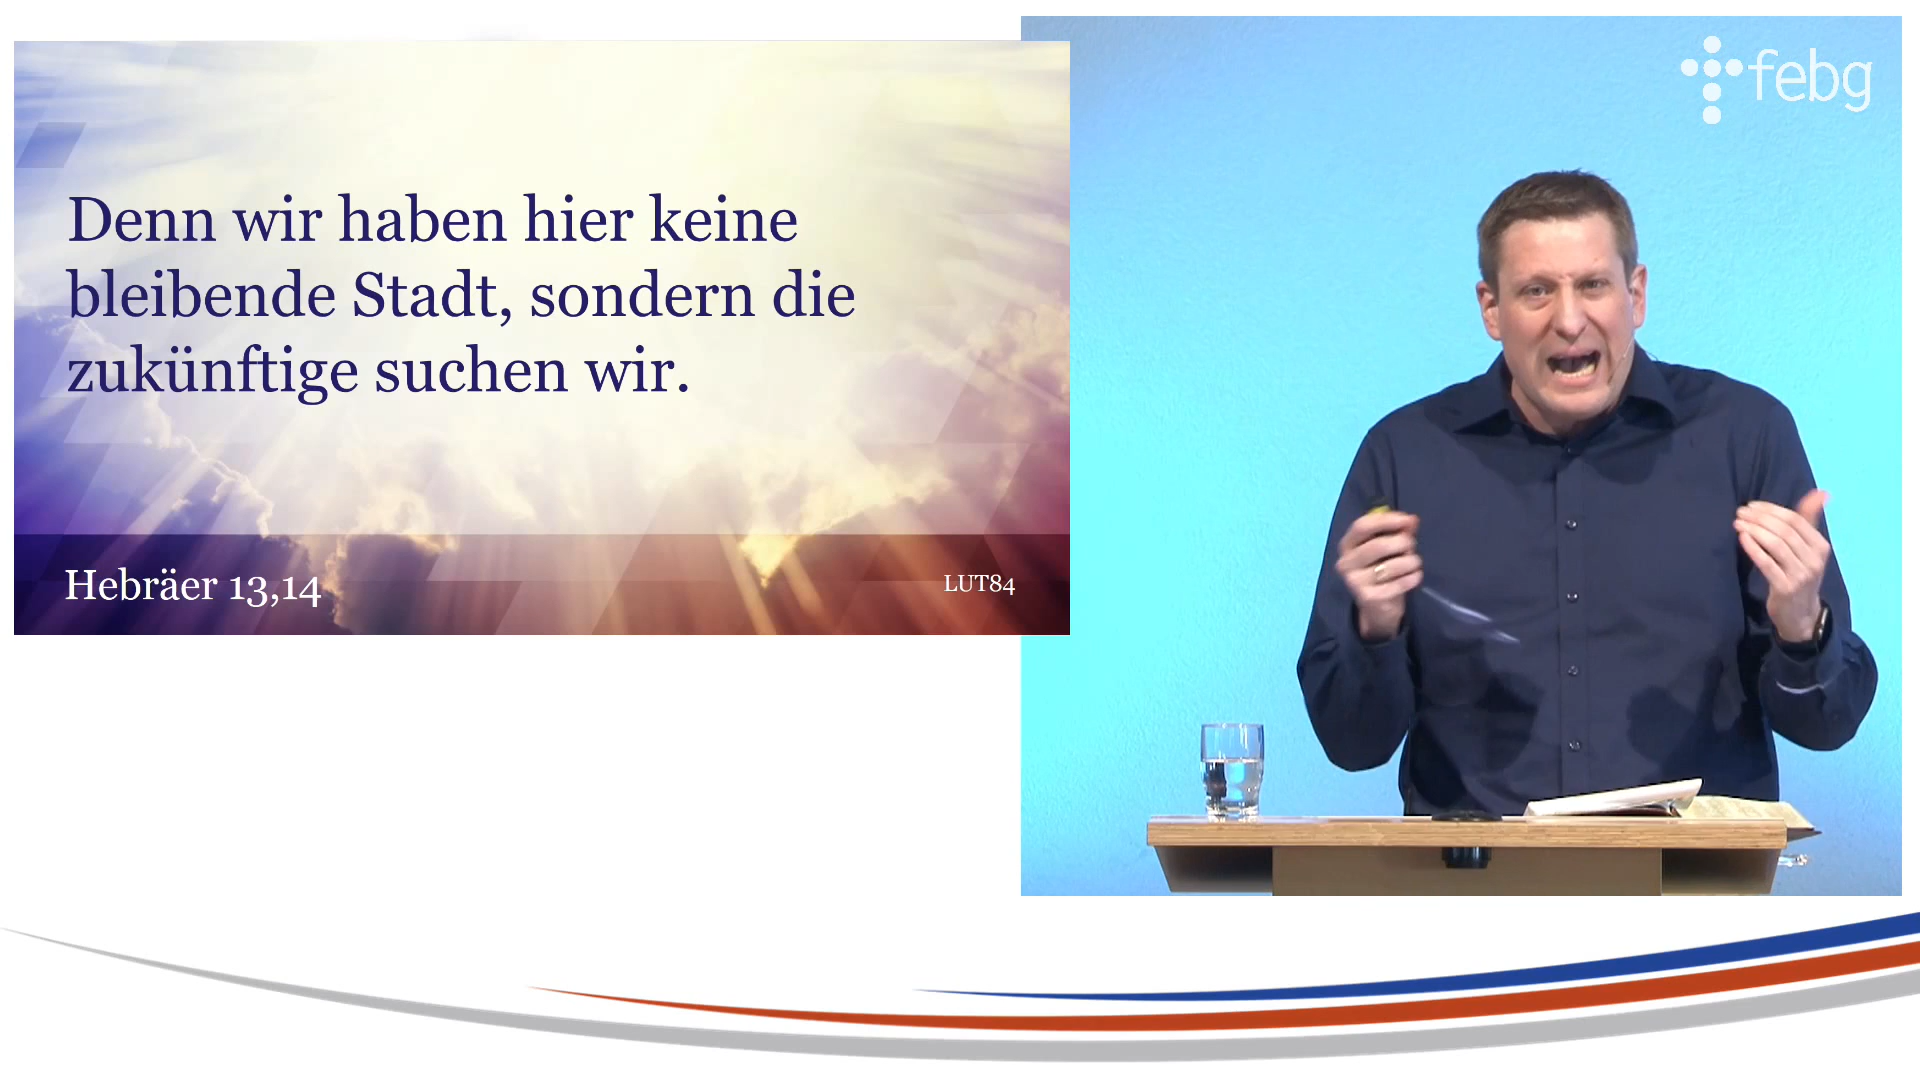 Denn wir haben hier keine
bleibende Stadt, sondern die
zukünftige suchen wir.
Hebräer 13,14
LUT84
febg